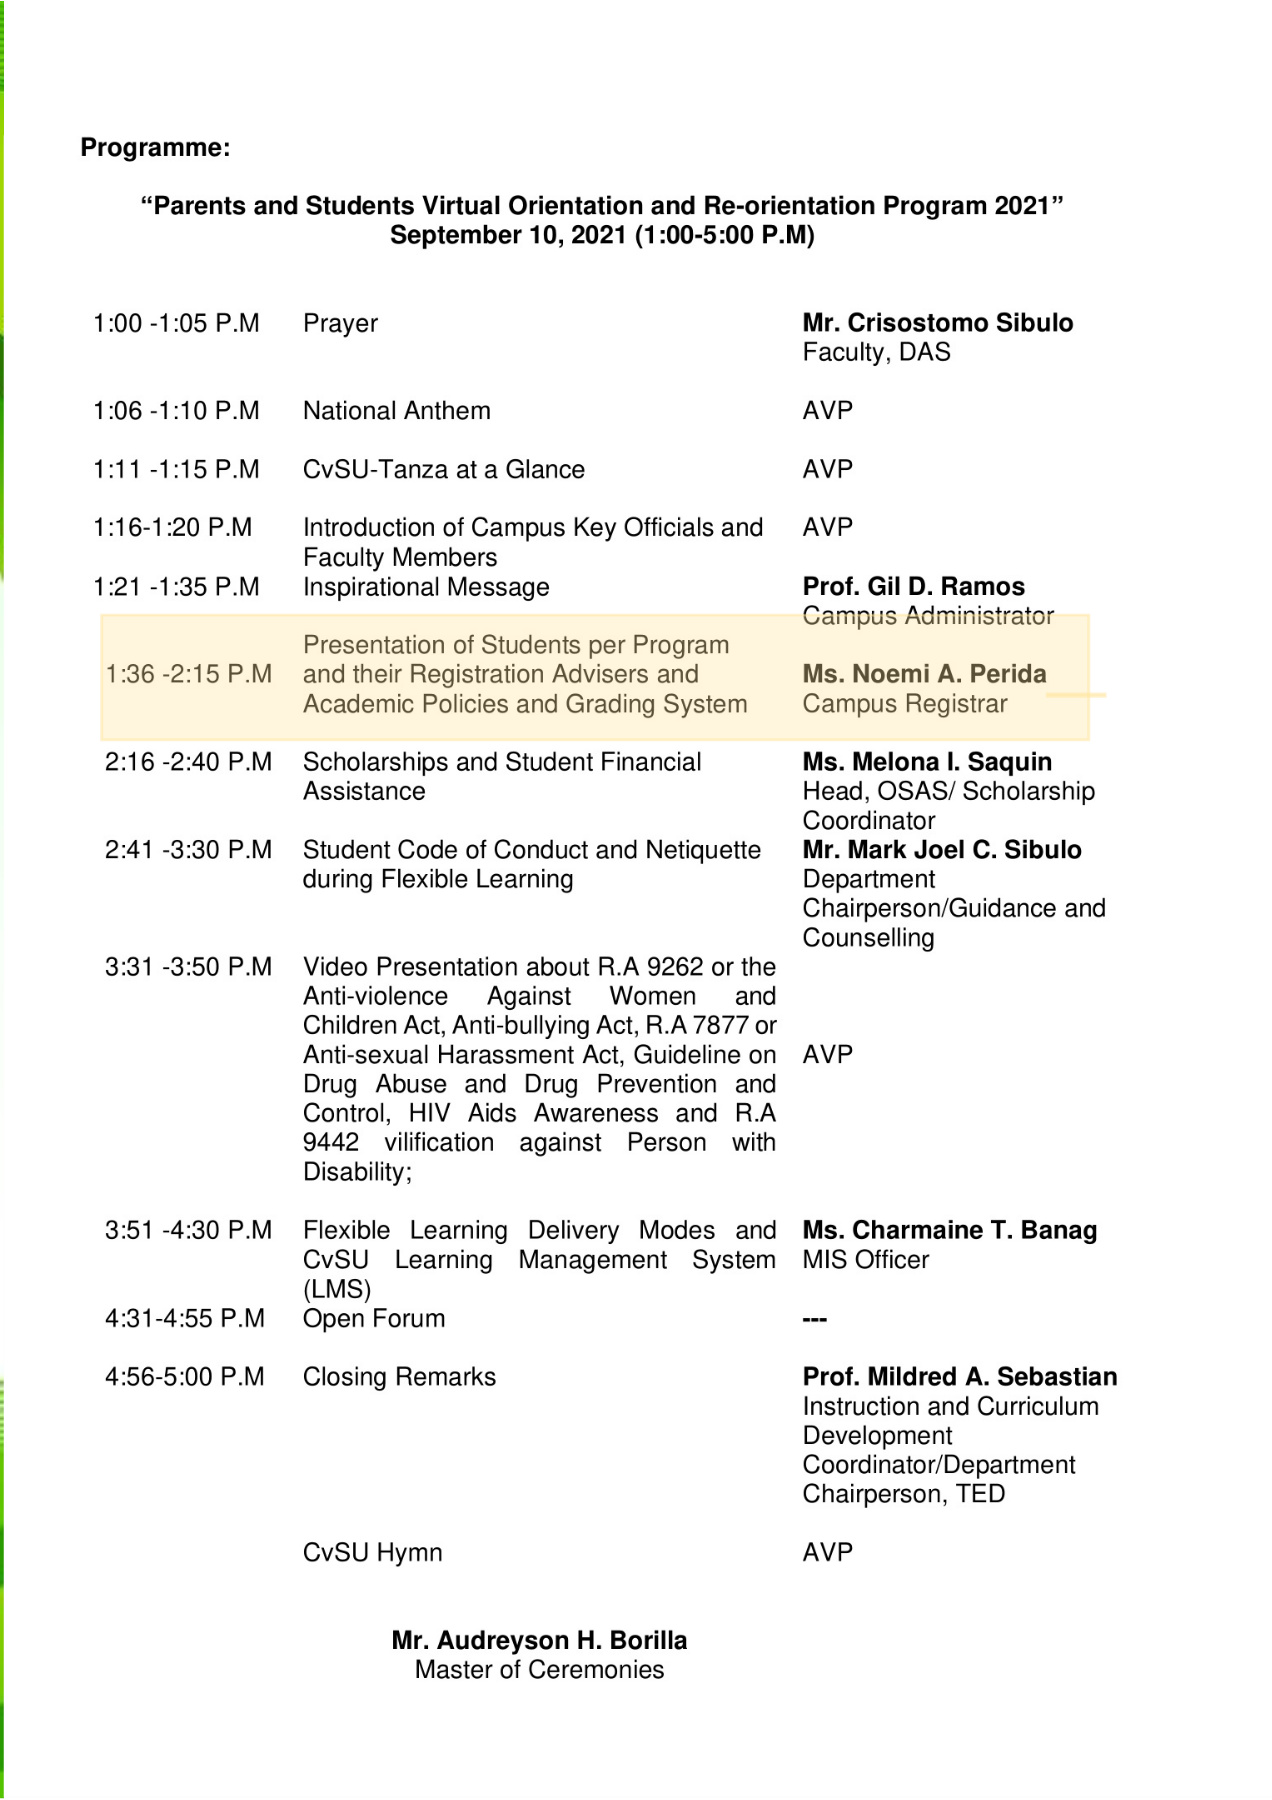 Programme:
“Parents and Students Virtual Orientation and Re-orientation Program 2021”
September 10, 2021 (1:00-5:00 P.M)
1:00 -1:05 P.M Prayer Mr. Crisostomo Sibulo
Faculty, DAS
1:06 -1:10 P.M National Anthem AVP
1:11 -1:15 P.M CvSU-Tanza at a Glance AVP
1:16-1:20 P.M Introduction of Campus Key Officials and AVP
Faculty Members
1:21 -1:35 P.M Inspirational Message Prof. Gil D. Ramos
Campus Administrator
Presentation of Students per Program
1:36 -2:15 P.M and their Registration Advisers and Ms. Noemi A. Perida
Academic Policies and Grading System Campus Registrar
2:16 -2:40 P.M Scholarships and Student Financial Ms. Melona I. Saquin
Assistance Head, OSAS/ Scholarship
Coordinator
2:41 -3:30 P.M Student Code of Conduct and Netiquette Mr. Mark Joel C. Sibulo
during Flexible Learning Department
Chairperson/Guidance and
Counselling
3:31 -3:50 P.M Video Presentation about R.A 9262 or the
Anti-violence Against Women and
Children Act, Anti-bullying Act, R.A 7877 or
Anti-sexual Harassment Act, Guideline on AVP
Drug Abuse and Drug Prevention and
Control, HIV Aids Awareness and R.A
9442 vilification against Person with
Disability;
3:51 -4:30 P.M Flexible Learning Delivery Modes and Ms. Charmaine T. Banag
CvSU Learning Management System MIS Officer
(LMS)
4:31-4:55 P.M Open Forum ---
4:56-5:00 P.M Closing Remarks Prof. Mildred A. Sebastian
Instruction and Curriculum
Development
Coordinator/Department
Chairperson, TED
CvSU Hymn AVP
Mr. Audreyson H. Borilla
Master of Ceremonies